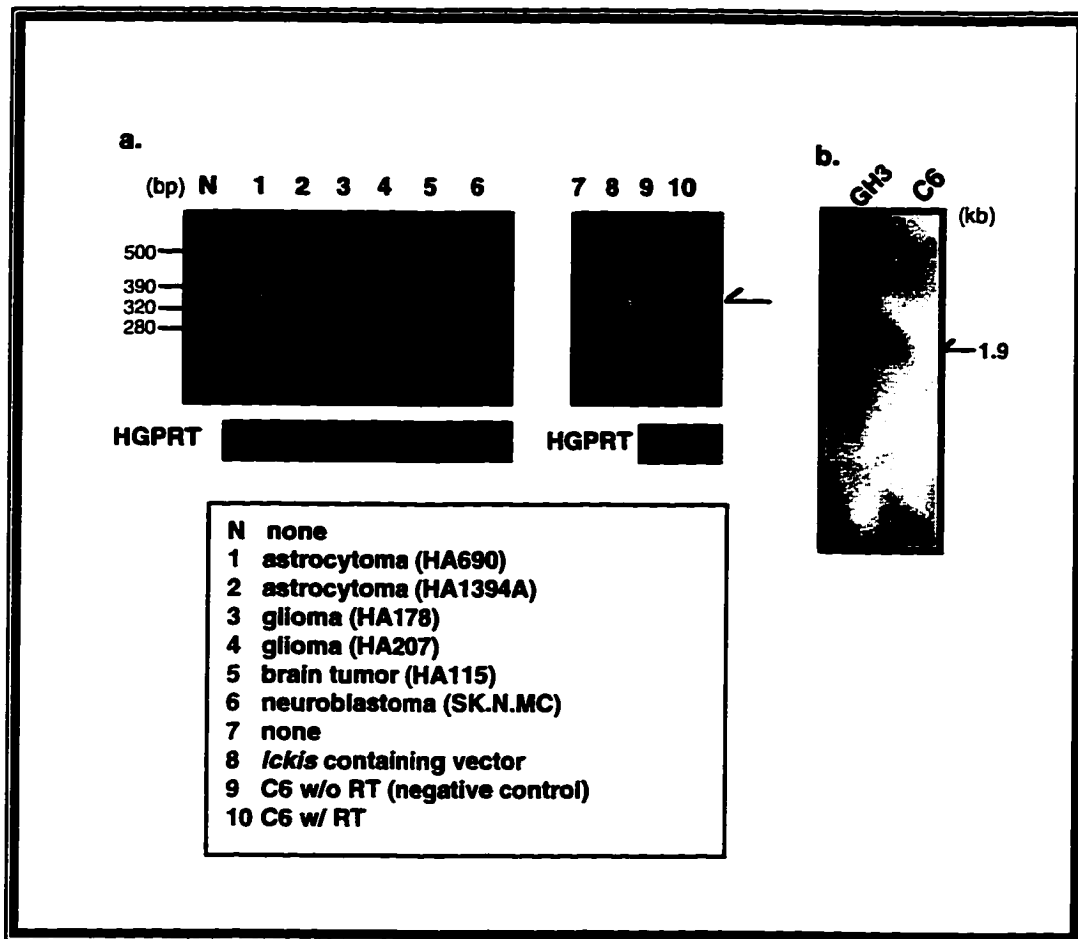 a.
(bp) N 1 2 3 4 5 6
500
390
320
280
HGPRT
7 8 9 10
HGPRT
b.
GH3 C6
(kb)
1.9
N none
1 astrocytoma (HA690)
2 astrocytoma (HA1394A)
3 glioma (HA178)
4 glioma (HA207)
5 brain tumor (HA115)
6 neuroblastoma (SK.N.MC)
7 none
8 lckis containing vector
9 C6 w/o RT (negative control)
10 C6 w/ RT